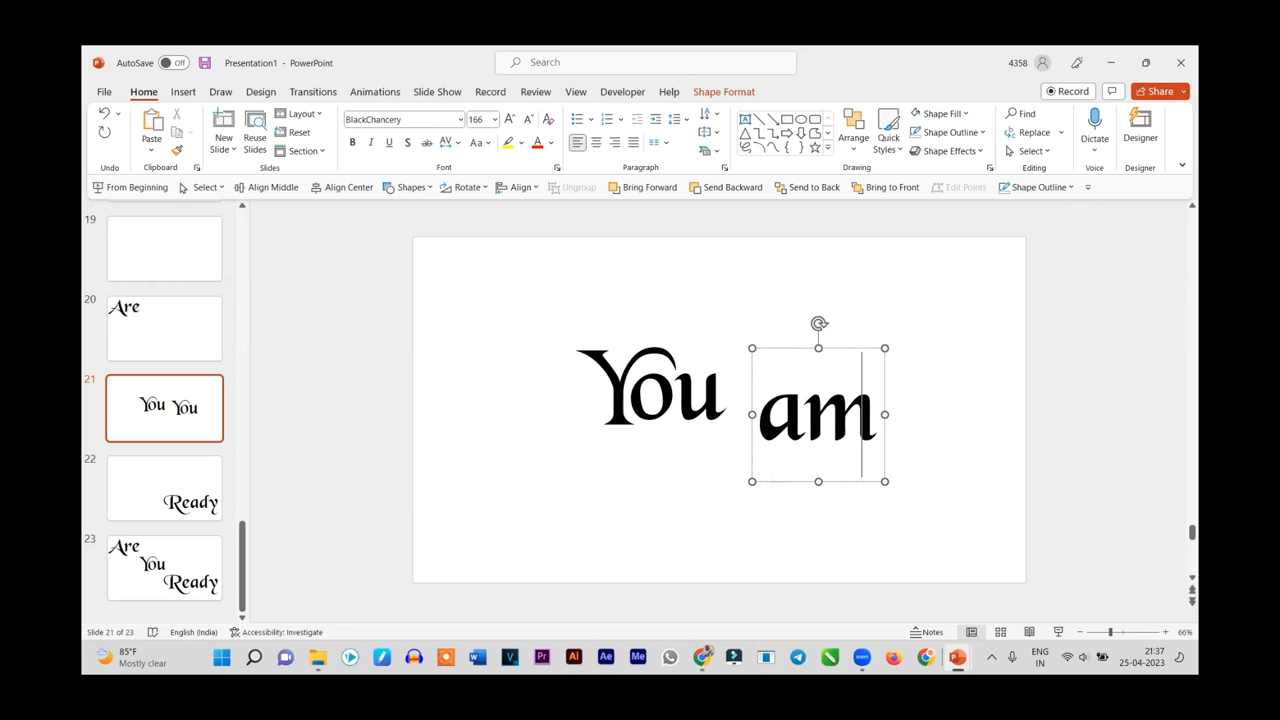 AutoSave Off Presentation1 - PowerPoint Search 4358
File Home Insert Draw Design Transitions Animations Slide Show Record Review View Developer Help Shape Format Record Share
Undo
Paste
Clipboard
New Slide
Reuse Slides
Layout
Reset
Section
Slides
BlackChancery 166
Font
Paragraph
Arrange
Quick Styles
Shape Fill
Shape Outline
Shape Effects
Drawing
Find
Replace
Select
Editing
Dictate
Voice
Designer
Designer
From Beginning Select Align Middle Align Center Shapes Rotate Align Ungroup Bring Forward Send Backward Send to Back Bring to Front Edit Points Shape Outline
19
20
Are
21
You You
22
Ready
23
Are
You
Ready
You am
Slide 21 of 23 English (India) Accessibility: Investigate Notes 66%
85°F
Mostly clear
ENG
IN
21:37
25-04-2023